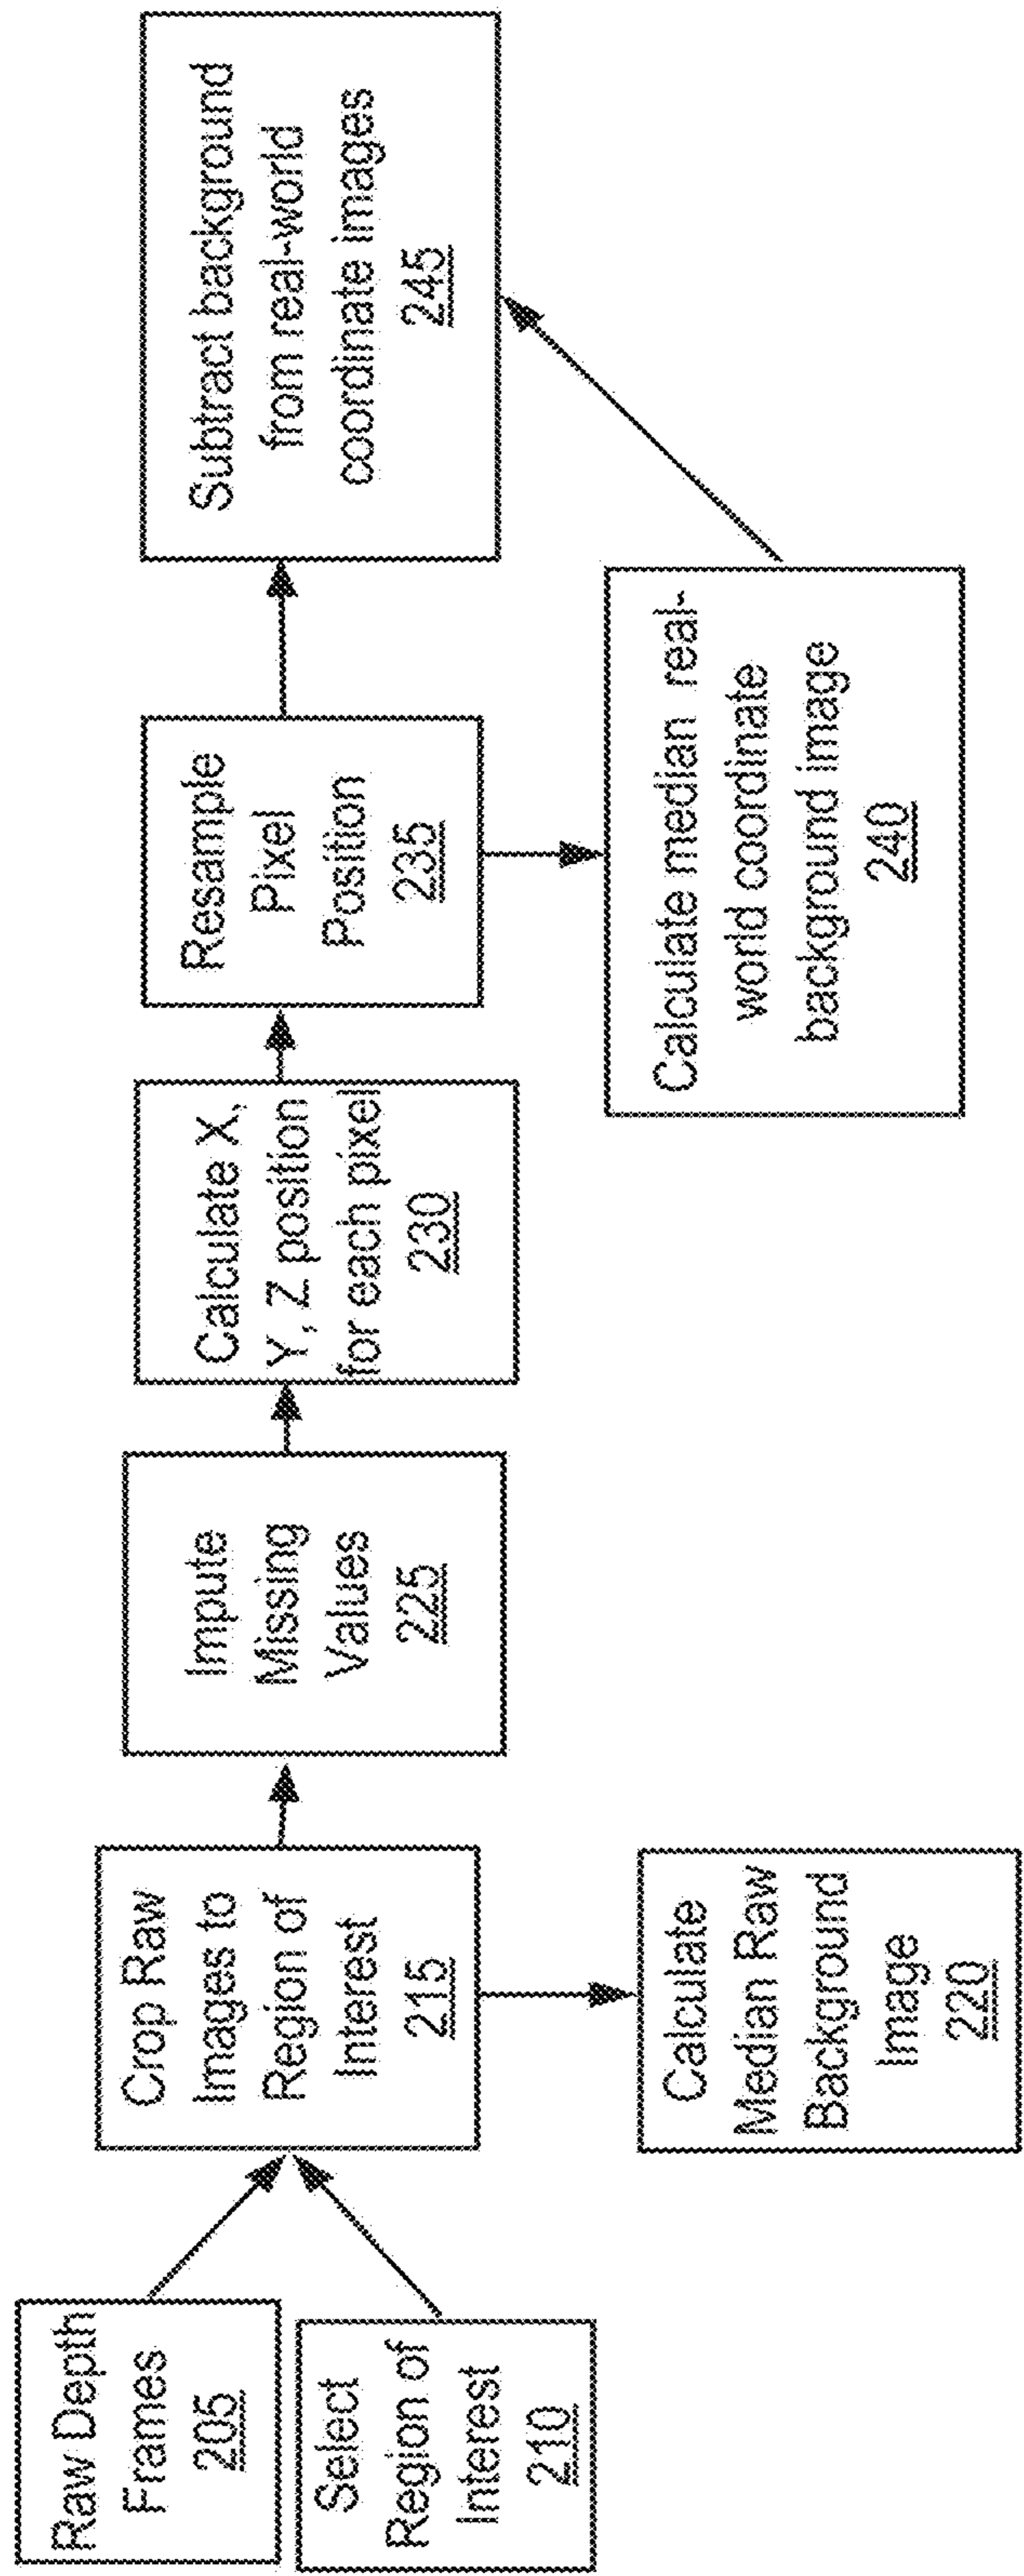 Raw Depth
Frames
205
Select
Region of
Interest
210
Crop Raw
Images to
Region of
Interest
215
Calculate
Median Raw
Background
Image
220
Impute
Missing
Values
225
Calculate X,
Y, Z position
for each pixel
230
Resample
Pixel
Position
235
Calculate median real-
world coordinate
background image
240
Subtract background
from real-world
coordinate images
245